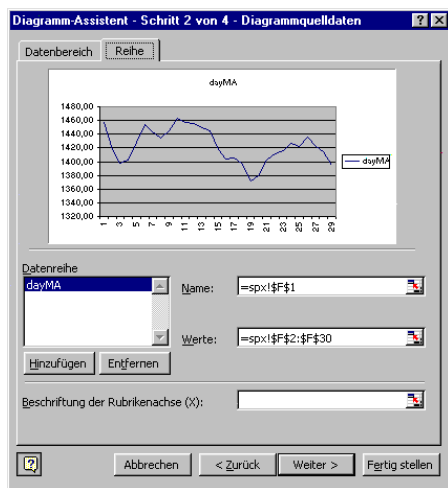 Diagramm-Assistent - Schritt 2 von 4 - Diagrammquelldaten
Datenbereich
Reihe
dayMA
1480,00
1460,00
1440,00
1420,00
1400,00
1380,00
1360,00
1340,00
1320,00
1 3 5 7 9 11 13 15 17 19 21 23 25 27 29
dayMA
Datenreihe
dayMA
Name: =spx!$F$1
Werte: =spx!$F$2:$F$30
Hinzufügen Entfernen
Beschriftung der Rubrikenachse (X):
Abbrechen < Zurück Weiter > Fertig stellen